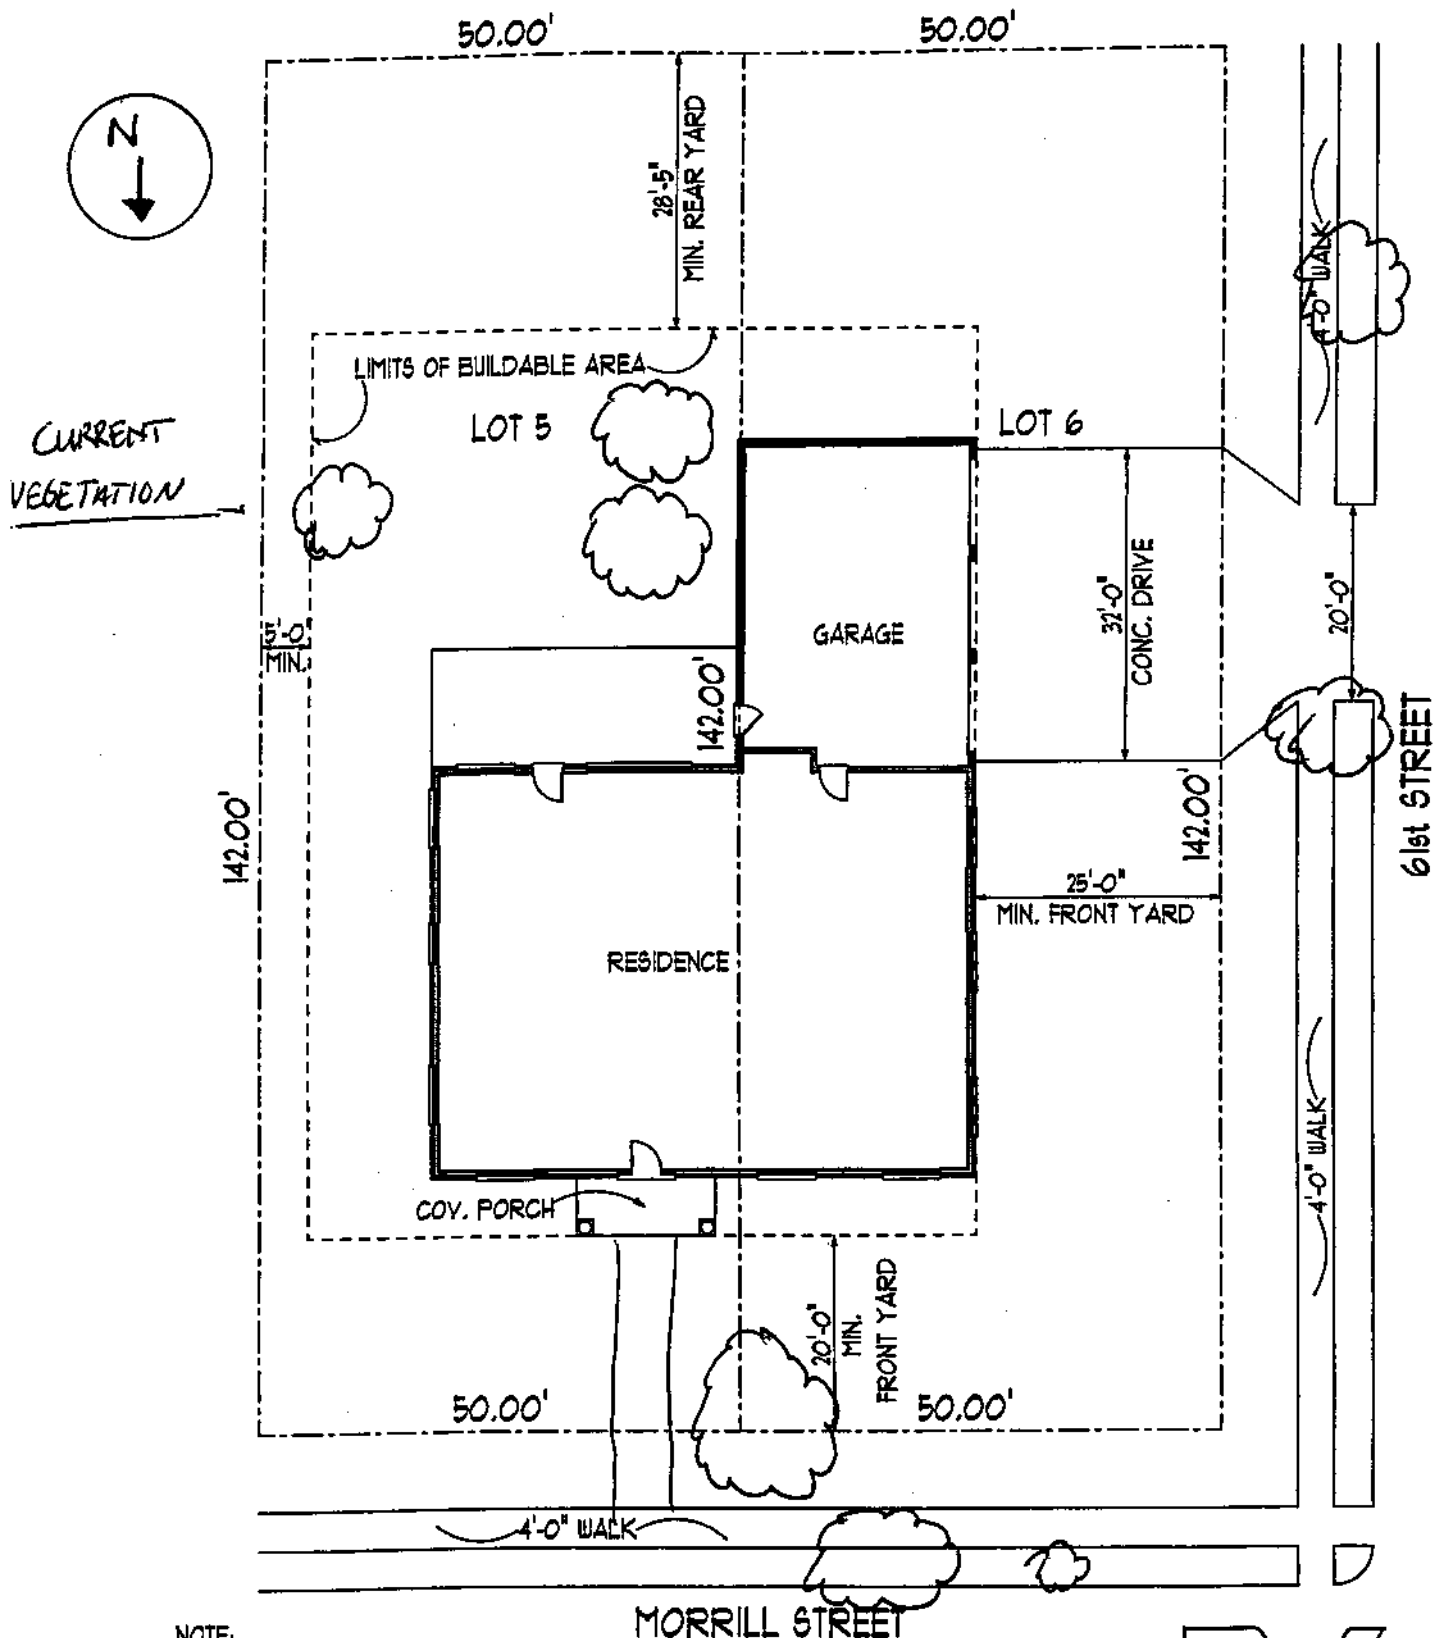 50.00'
50.00'
N
28'-5"
MIN. REAR YARD
4'-0" WALK
LIMITS OF BUILDABLE AREA
LOT 5
LOT 6
CURRENT
VEGETATION
GARAGE
32'-0"
CONC. DRIVE
20'-0"
5'-0"
MIN.
142.00'
142.00'
142.00'
61st STREET
25'-0"
MIN. FRONT YARD
RESIDENCE
4'-0" WALK
COV. PORCH
20'-0"
MIN.
FRONT YARD
50.00'
50.00'
4'-0" WALK
MORRILL STREET
NOTE: